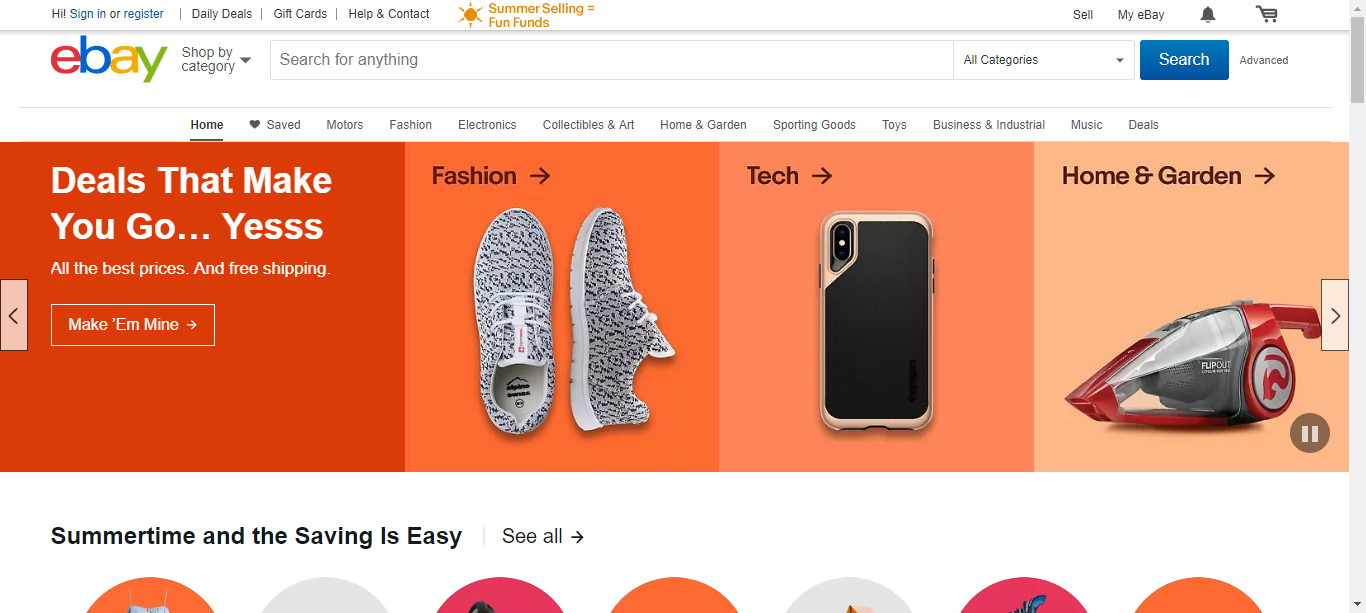 Hi! Sign in or register
Daily Deals
Gift Cards
Help & Contact
Summer Selling =
Fun Funds
Sell
My eBay
ebay
Shop by
category
Search for anything
All Categories
Search
Advanced
Home
Saved
Motors
Fashion
Electronics
Collectibles & Art
Home & Garden
Sporting Goods
Toys
Business & Industrial
Music
Deals
Deals That Make
You Go... Yesss
All the best prices. And free shipping.
Make 'Em Mine →
Fashion →
Tech →
Home & Garden →
alpine
swiss
spigen
FLIPOUT
Summertime and the Saving Is Easy
See all →